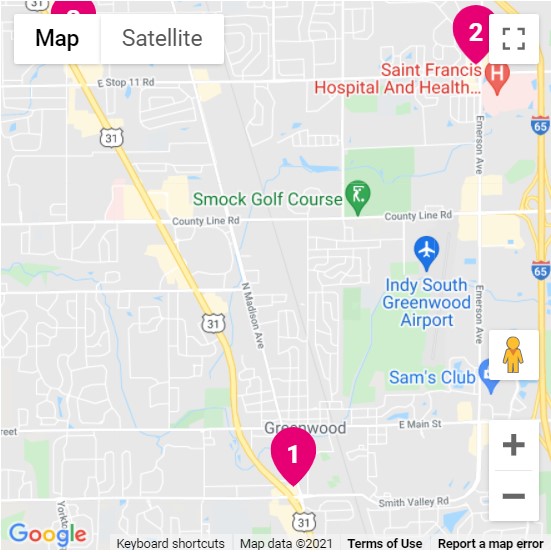 31
Map
Satellite
2
Saint Francis
Hospital And Health...
H
E Stop 11 Rd
65
31
Emerson Ave
Smock Golf Course
County Line Rd
County Line Rd
Indy South
Greenwood
Airport
65
N Madison Ave
Emerson Ave
31
Sam's Club
reet
Greenwood
E Main St
1
Smith Valley Rd
31
Google
Keyboard shortcuts
Map data ©2021
Terms of Use
Report a map error